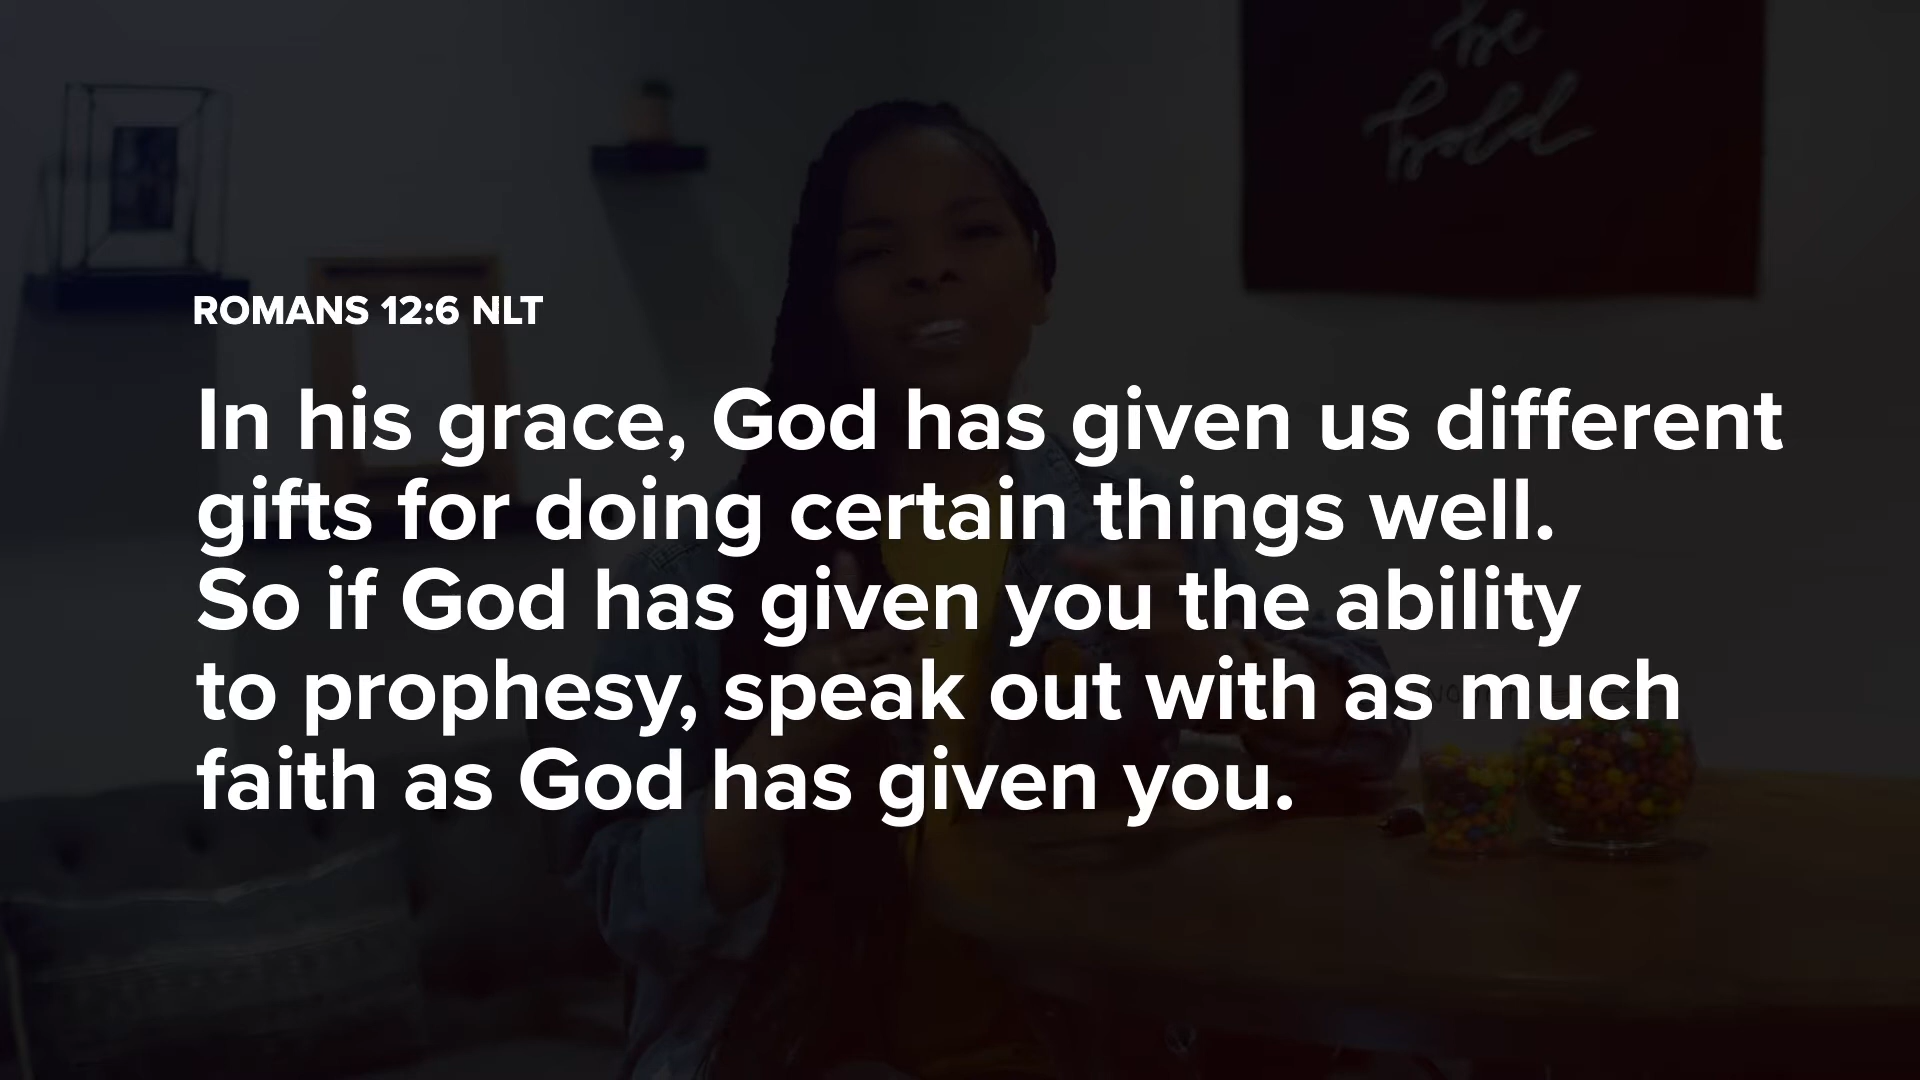 be
bold
ROMANS 12:6 NLT
In his grace, God has given us different
gifts for doing certain things well.
So if God has given you the ability
to prophesy, speak out with as much
faith as God has given you.